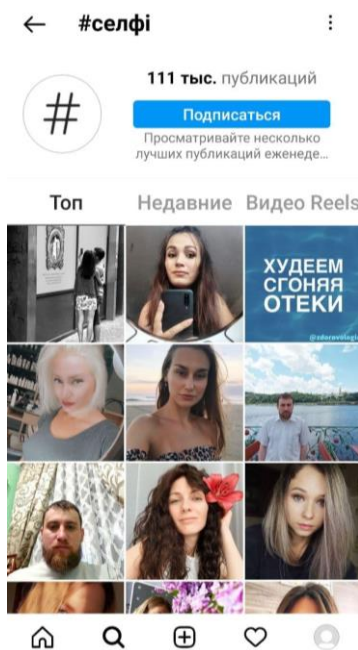 #селфі
#
111 тыс. публикаций
Подписаться
Просматривайте несколько
лучших публикаций еженеде...
Топ Недавние Видео Reels
ХУДЕЕМ
СГОНЯЯ
ОТЕКИ